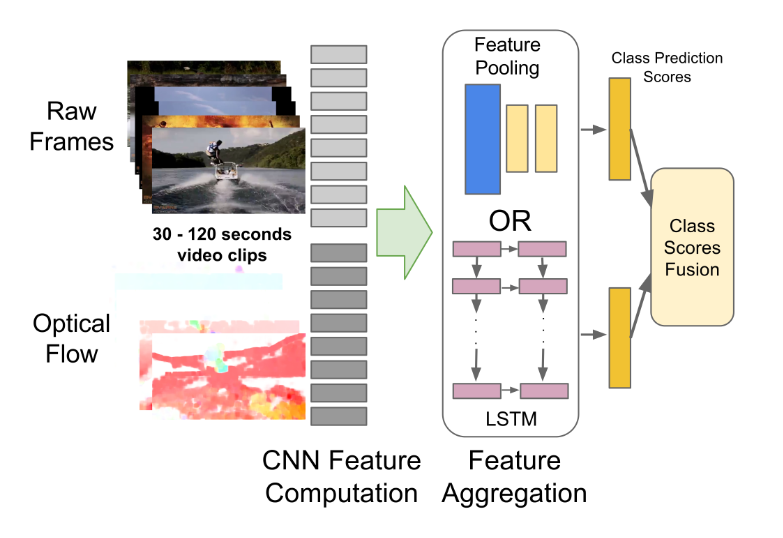 Raw
Frames
30 - 120 seconds
video clips
Optical
Flow
CNN Feature
Computation
Feature
Pooling
OR
LSTM
Feature
Aggregation
Class Prediction
Scores
Class
Scores
Fusion